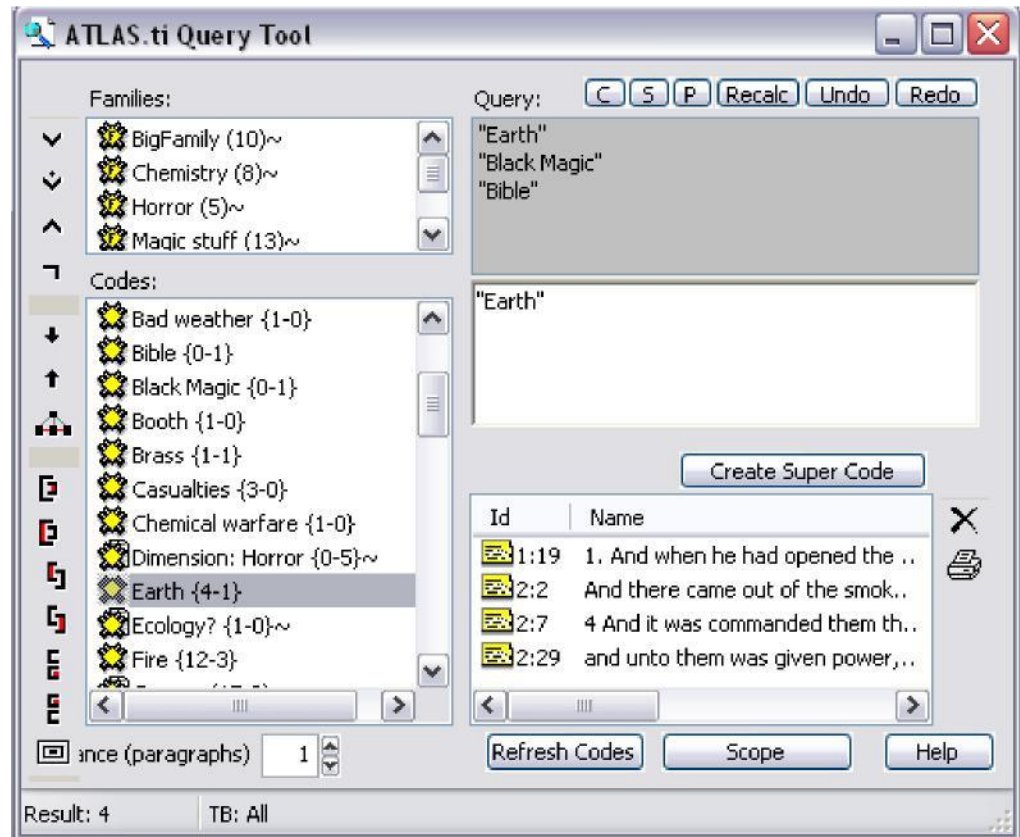 ATLAS.ti Query Tool
Families:
BigFamily (10)~
Chemistry (8)~
Horror (5)~
Magic stuff (13)~
Codes:
Bad weather {1-0}
Bible {0-1}
Black Magic {0-1}
Booth {1-0}
Brass {1-1}
Casualties {3-0}
Chemical warfare {1-0}
Dimension: Horror {0-5}~
Earth {4-1}
Ecology? {1-0}~
Fire {12-3}
ance (paragraphs) 1
Query: C S P Recalc Undo Redo
"Earth"
"Black Magic"
"Bible"
"Earth"
Create Super Code
Id Name
1:19 1. And when he had opened the ..
2:2 And there came out of the smok..
2:7 4 And it was commanded them th..
2:29 and unto them was given power,..
Refresh Codes Scope Help
Result: 4 TB: All